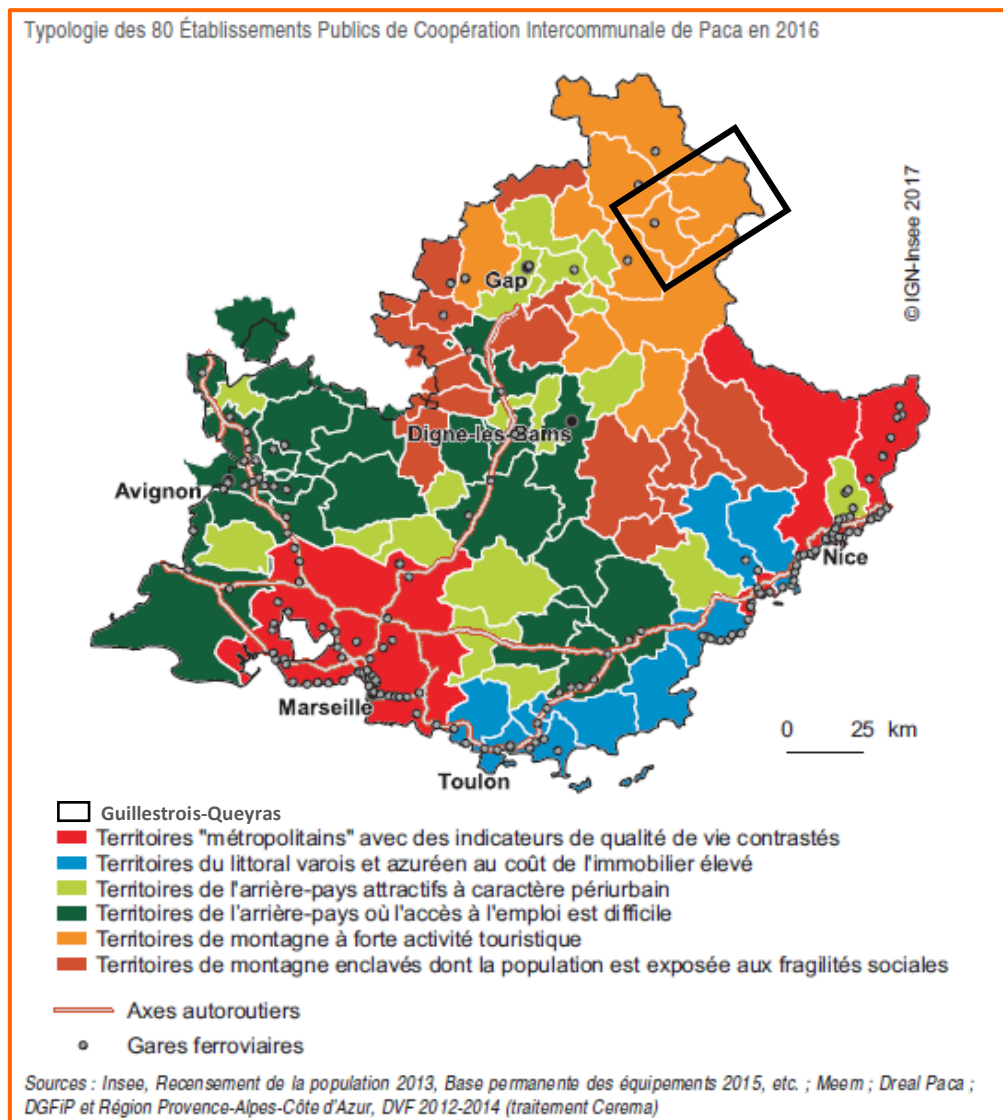 Typologie des 80 Établissements Publics de Coopération Intercommunale de Paca en 2016
© IGN-Insee 2017
Gap
Digne-les-Bains
Avignon
Nice
Marseille
0 25 km
Toulon
Guillestrois-Queyras
Territoires "métropolitains" avec des indicateurs de qualité de vie contrastés
Territoires du littoral varois et azuréen au coût de l'immobilier élevé
Territoires de l'arrière-pays attractifs à caractère périurbain
Territoires de l'arrière-pays où l'accès à l'emploi est difficile
Territoires de montagne à forte activité touristique
Territoires de montagne enclavés dont la population est exposée aux fragilités sociales
Axes autoroutiers
Gares ferroviaires
Sources : Insee, Recensement de la population 2013, Base permanente des équipements 2015, etc. ; Meem ; Dreal Paca ;
DGFiP et Région Provence-Alpes-Côte d'Azur, DVF 2012-2014 (traitement Cerema)